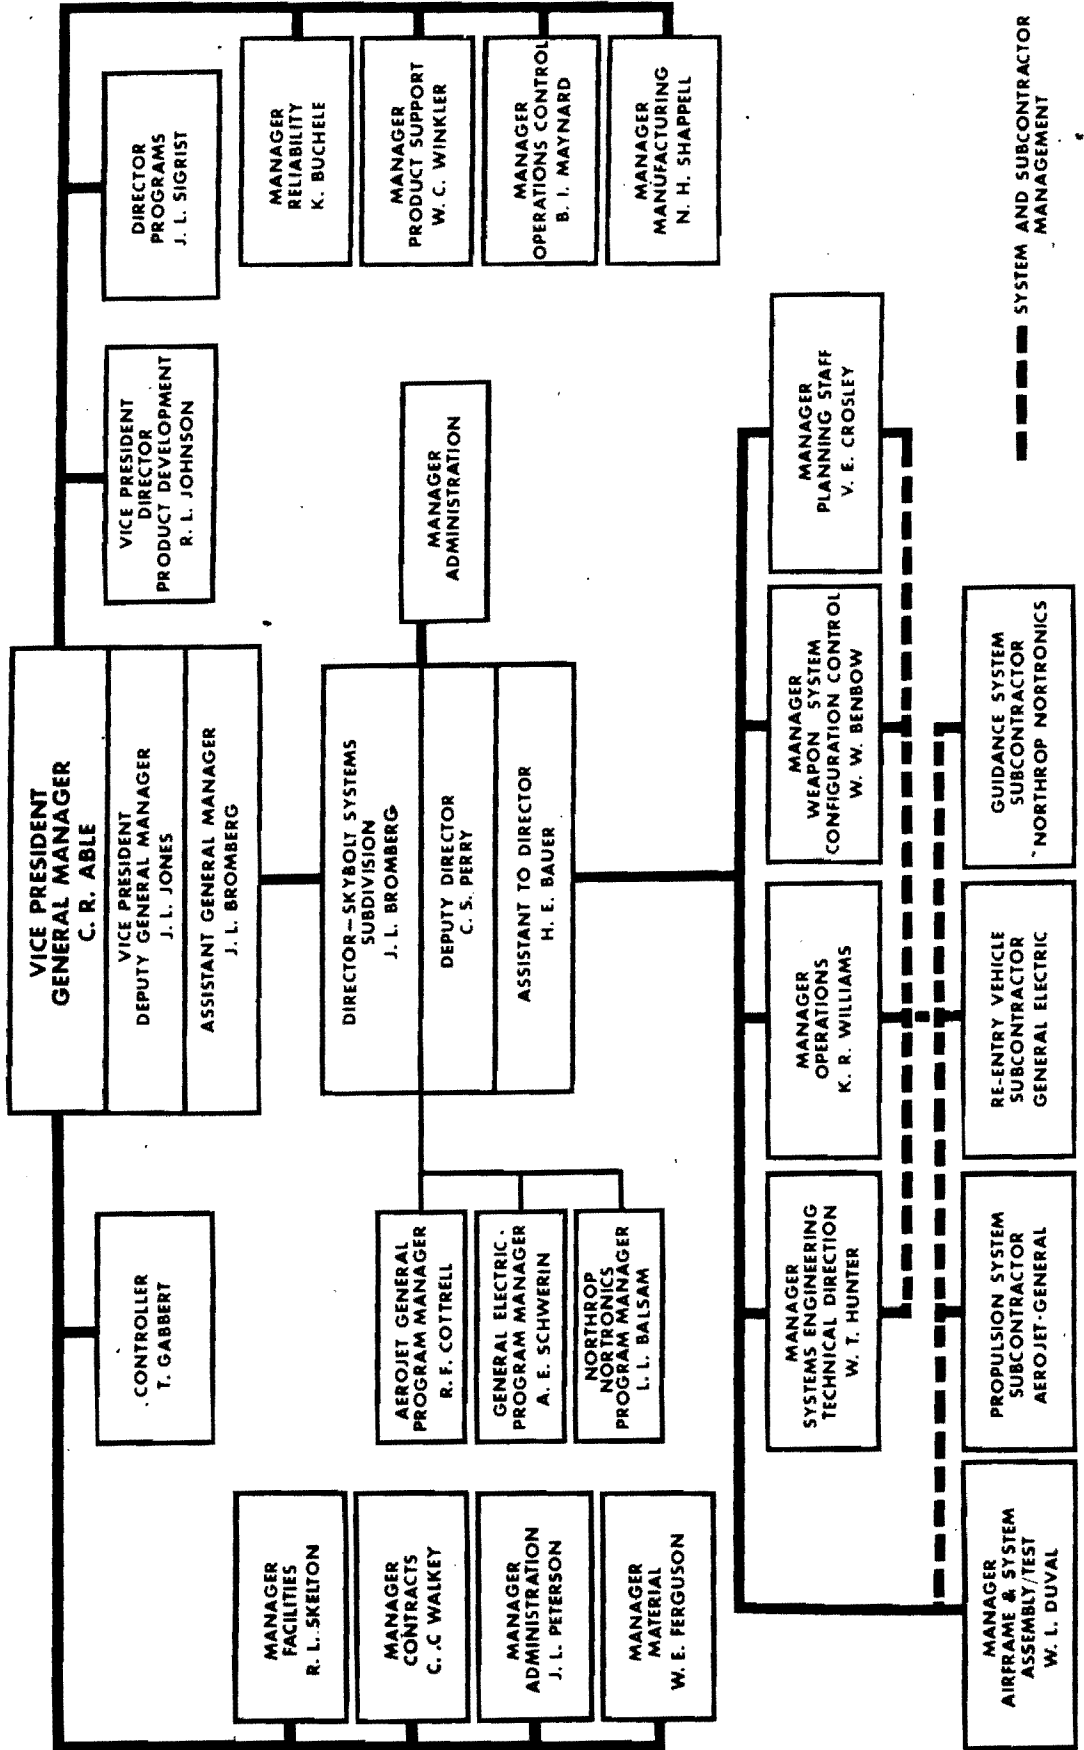 VICE PRESIDENT
GENERAL MANAGER
C. R. ABLE
VICE PRESIDENT
DEPUTY GENERAL MANAGER
J. L. JONES
ASSISTANT GENERAL MANAGER
J. L. BROMBERG
CONTROLLER
T. GABBERT
VICE PRESIDENT
DIRECTOR
PRODUCT DEVELOPMENT
R. L. JOHNSON
DIRECTOR
PROGRAMS
J. L. SIGRIST
MANAGER
FACILITIES
R. L. SKELTON
MANAGER
CONTRACTS
C. .C WALKEY
MANAGER
ADMINISTRATION
J. L. PETERSON
MANAGER
MATERIAL
W. E. FERGUSON
AEROJET GENERAL
PROGRAM MANAGER
R. F. COTTRELL
GENERAL ELECTRIC
PROGRAM MANAGER
A. E. SCHWERIN
NORTHROP
NORTRONICS
PROGRAM MANAGER
L. L. BALSAM
DIRECTOR—SKYBOLT SYSTEMS
SUBDIVISION
J. L. BROMBERG
DEPUTY DIRECTOR
C. S. PERRY
ASSISTANT TO DIRECTOR
H. E. BAUER
MANAGER
ADMINISTRATION
MANAGER
RELIABILITY
K. BUCHELE
MANAGER
PRODUCT SUPPORT
W. C. WINKLER
MANAGER
OPERATIONS CONTROL
B. I. MAYNARD
MANAGER
MANUFACTURING
N. H. SHAPPELL
MANAGER
SYSTEMS ENGINEERING
TECHNICAL DIRECTION
W. T. HUNTER
MANAGER
OPERATIONS
K. R. WILLIAMS
MANAGER
WEAPON SYSTEM
CONFIGURATION CONTROL
W. W. BENBOW
MANAGER
PLANNING STAFF
V. E. CROSLEY
MANAGER
AIRFRAME & SYSTEM
ASSEMBLY/TEST
W. L. DUVAL
PROPULSION SYSTEM
SUBCONTRACTOR
AEROJET-GENERAL
RE-ENTRY VEHICLE
SUBCONTRACTOR
GENERAL ELECTRIC
GUIDANCE SYSTEM
SUBCONTRACTOR
NORTHROP NORTRONICS
SYSTEM AND SUBCONTRACTOR
MANAGEMENT